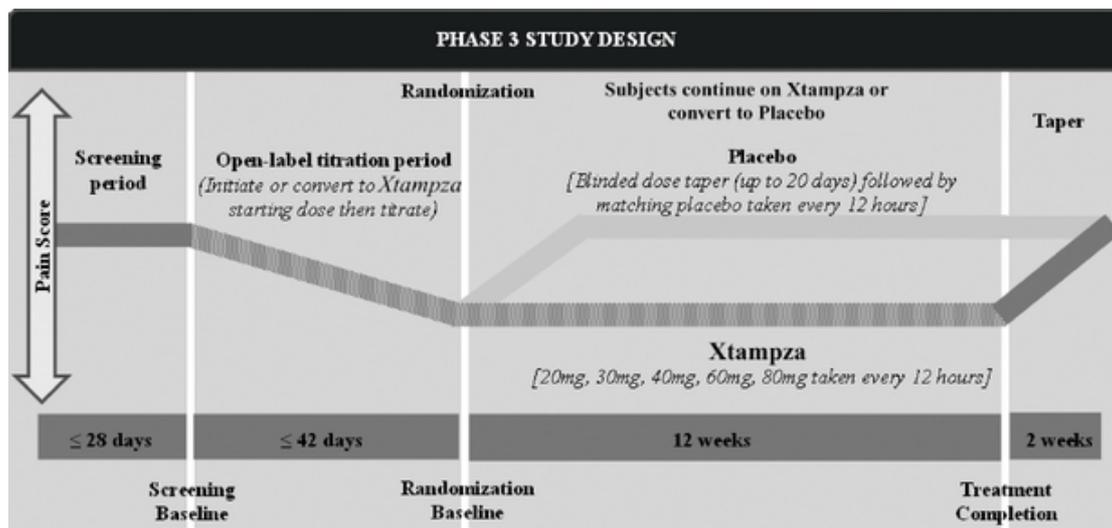 PHASE 3 STUDY DESIGN
Randomization
Subjects continue on Xtampza or
convert to Placebo
Taper
Screening
period
Open-label titration period
(Initiate or convert to Xtampza
starting dose then titrate)
Placebo
[Blinded dose taper (up to 20 days) followed by
matching placebo taken every 12 hours]
Pain Score
Xtampza
[20mg, 30mg, 40mg, 60mg, 80mg taken every 12 hours]
≤ 28 days
≤ 42 days
12 weeks
2 weeks
Screening
Baseline
Randomization
Baseline
Treatment
Completion